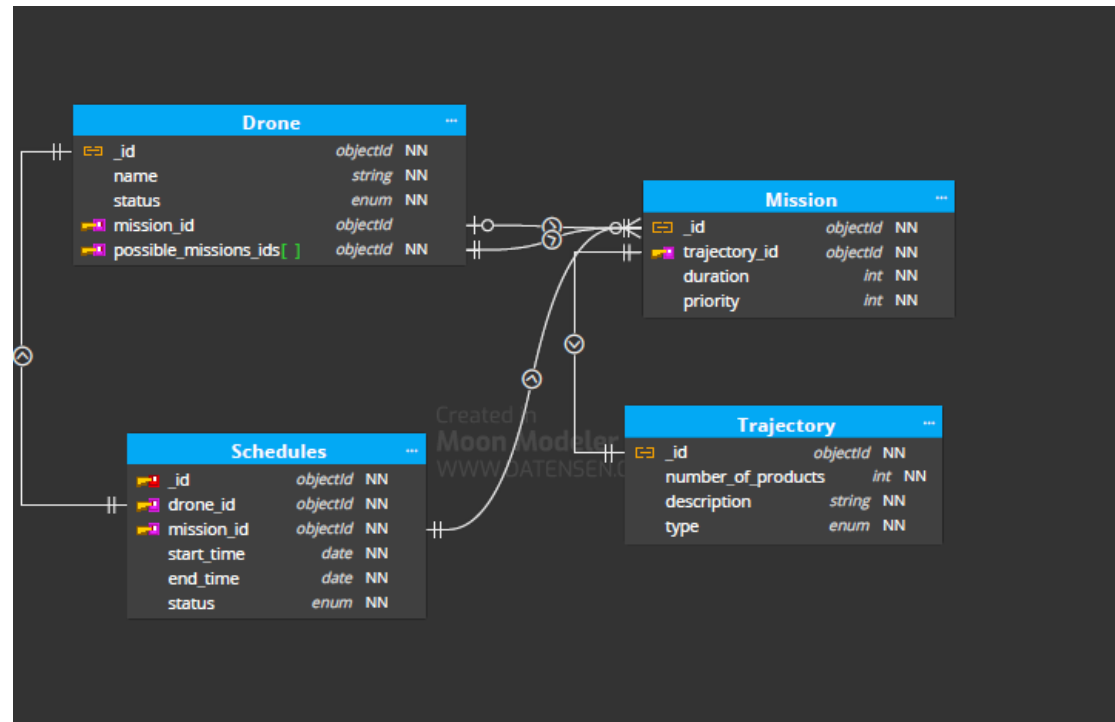 Drone ...
_id objectId NN
name string NN
status enum NN
mission_id objectId
possible_missions_ids[ ] objectId NN
Mission ...
_id objectId NN
trajectory_id objectId NN
duration int NN
priority int NN
Created in
Moon Modeler
WWW.DATENSEN.C
Schedules ...
_id objectId NN
drone_id objectId NN
mission_id objectId NN
start_time date NN
end_time date NN
status enum NN
Trajectory ...
_id objectId NN
number_of_products int NN
description string NN
type enum NN